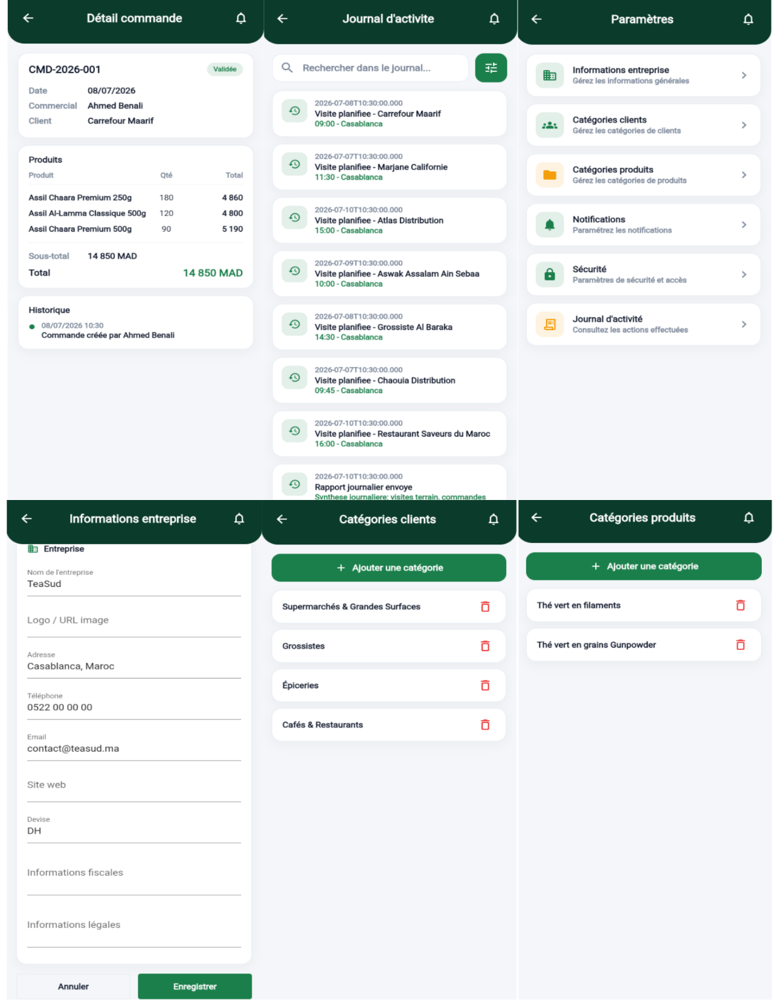 Détail commande
CMD-2026-001
Validée
Date 08/07/2026
Commercial Ahmed Benali
Client Carrefour Maarif
Produits
Produit Qté Total
Assil Chaara Premium 250g 180 4 860
Assil Al-Lamma Classique 500g 120 4 800
Assil Chaara Premium 500g 90 5 190
Sous-total 14 850 MAD
Total 14 850 MAD
Historique
08/07/2026 10:30
Commande créée par Ahmed Benali
Journal d'activite
Rechercher dans le journal...
2026-07-08T10:30:00.000
Visite planifiee - Carrefour Maarif
09:00 - Casablanca
2026-07-07T10:30:00.000
Visite planifiee - Marjane Californie
11:30 - Casablanca
2026-07-10T10:30:00.000
Visite planifiee - Atlas Distribution
15:00 - Casablanca
2026-07-09T10:30:00.000
Visite planifiee - Aswak Assalam Ain Sebaa
10:00 - Casablanca
2026-07-08T10:30:00.000
Visite planifiee - Grossiste Al Baraka
14:30 - Casablanca
2026-07-07T10:30:00.000
Visite planifiee - Chaouia Distribution
09:45 - Casablanca
2026-07-10T10:30:00.000
Visite planifiee - Restaurant Saveurs du Maroc
16:00 - Casablanca
2026-07-10T10:30:00.000
Rapport journalier envoye
Synthese journaliere: visites terrain, commandes
Paramètres
Informations entreprise
Gérez les informations générales
Catégories clients
Gérez les catégories de clients
Catégories produits
Gérez les catégories de produits
Notifications
Paramétrez les notifications
Sécurité
Paramètres de sécurité et accès
Journal d'activité
Consultez les actions effectuées
Informations entreprise
Entreprise
Nom de l'entreprise
TeaSud
Logo / URL image
Adresse
Casablanca, Maroc
Téléphone
0522 00 00 00
Email
contact@teasud.ma
Site web
Devise
DH
Informations fiscales
Informations légales
Annuler
Enregistrer
Catégories clients
+ Ajouter une catégorie
Supermarchés & Grandes Surfaces
Grossistes
Épiceries
Cafés & Restaurants
Catégories produits
+ Ajouter une catégorie
Thé vert en filaments
Thé vert en grains Gunpowder